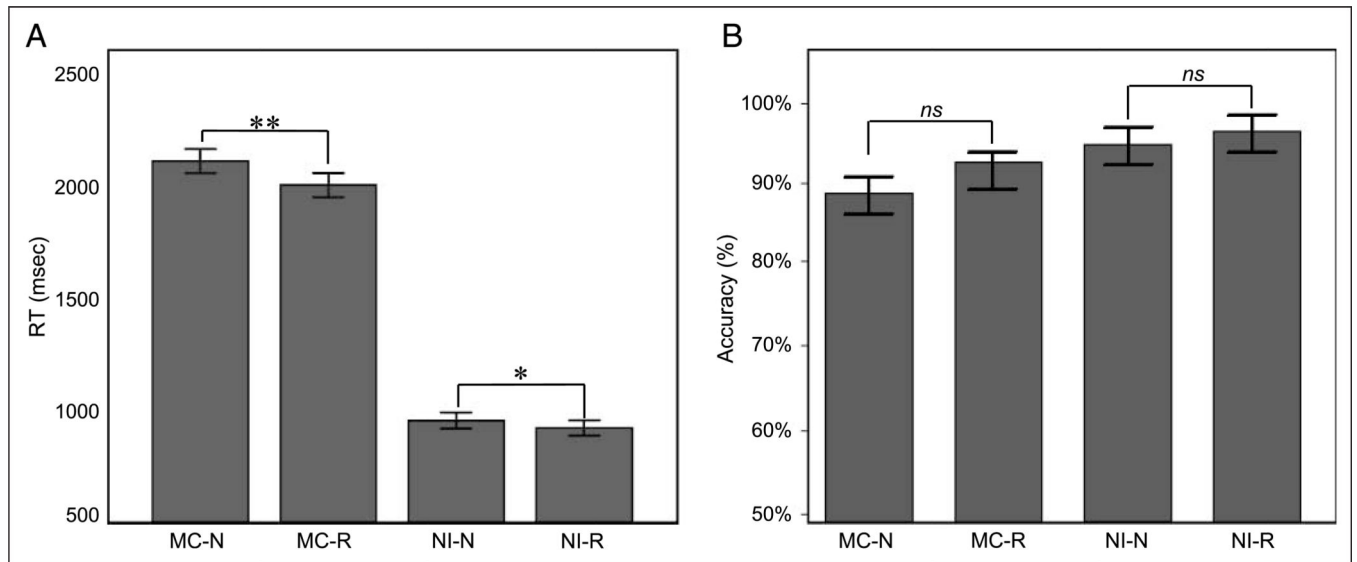 A
RT (msec)
2500
2000
1500
1000
500
**
*
MC-N MC-R NI-N NI-R
B
Accuracy (%)
100%
90%
80%
70%
60%
50%
ns
ns
MC-N MC-R NI-N NI-R